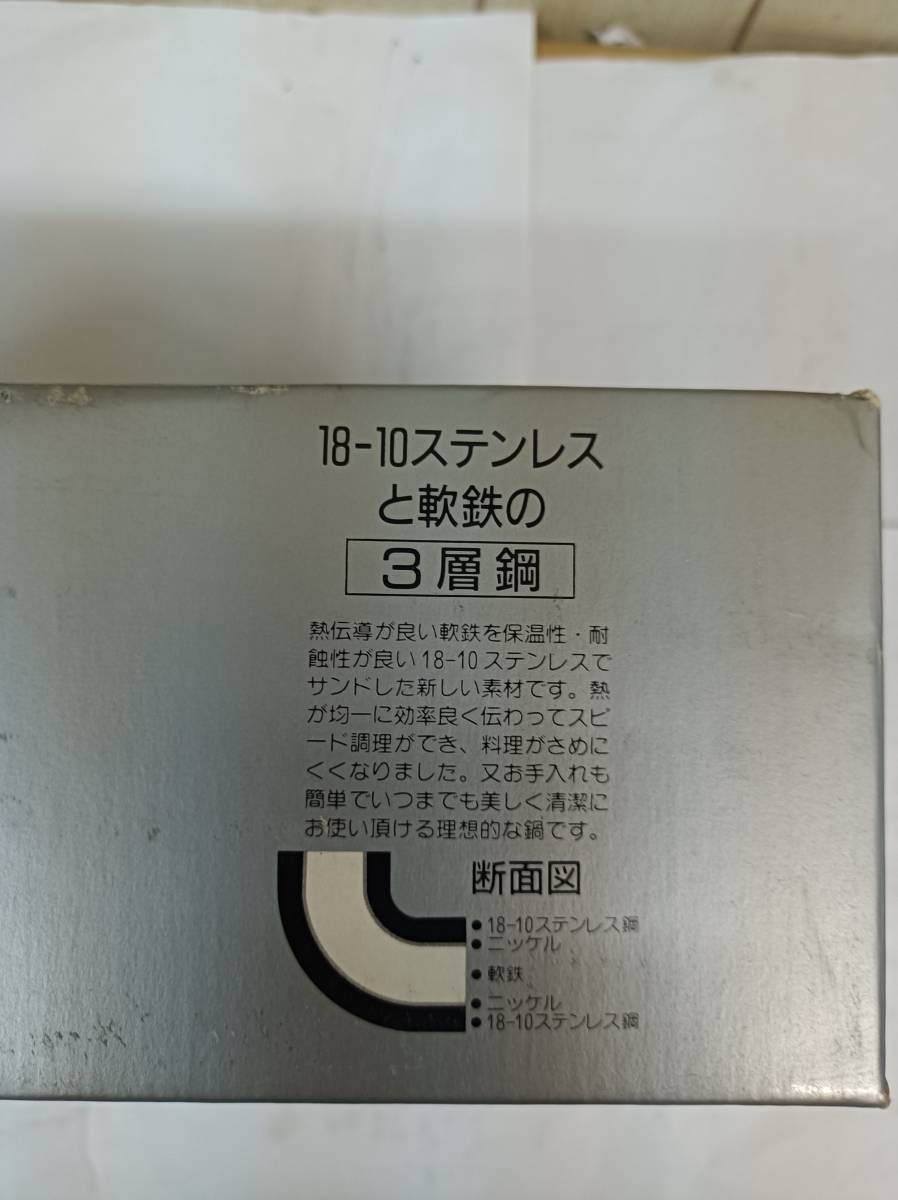 18-10ステンレス
と軟鉄の
3層鋼
熱伝導が良い軟鉄を保温性・耐
蝕性が良い18-10ステンレスで
サンドした新しい素材です。熱
が均一に効率良く伝わってスピ
ード調理ができ、料理がさめに
くくなりました。又お手入れも
簡単でいつまでも美しく清潔に
お使い頂ける理想的な鍋です。
断面図
●18-10ステンレス鋼
●ニッケル
●軟鉄
●ニッケル
●18-10ステンレス鋼